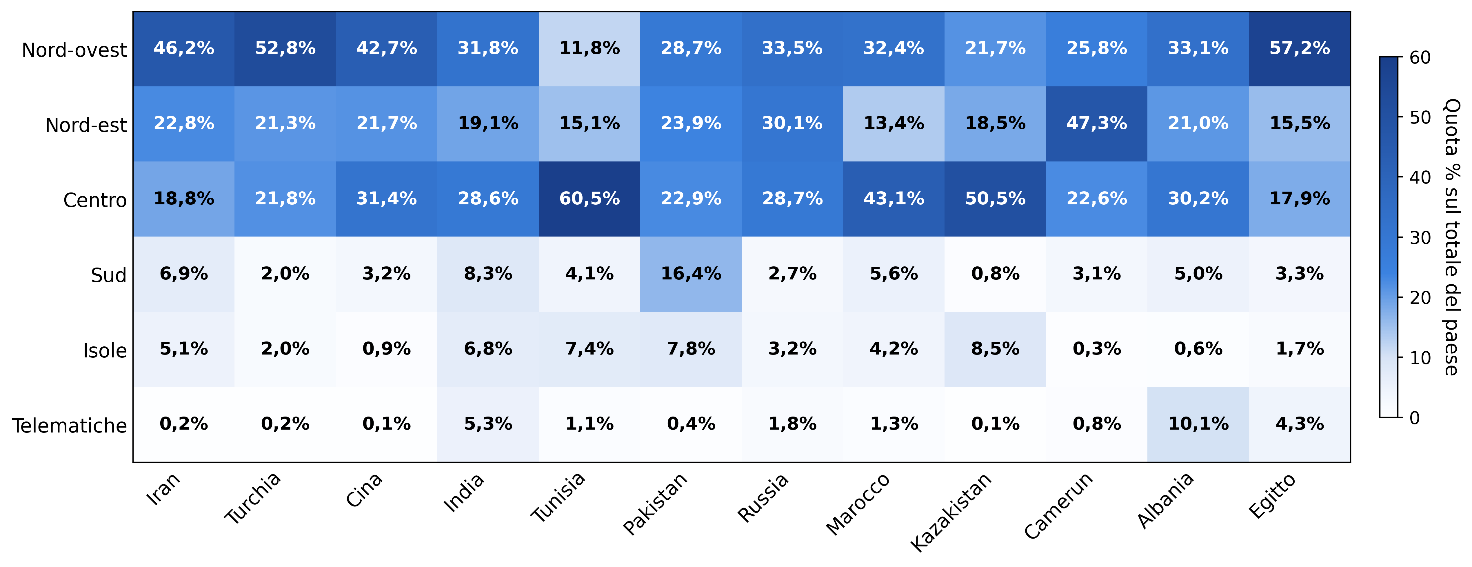 Nord-ovest 46,2% 52,8% 42,7% 31,8% 11,8% 28,7% 33,5% 32,4% 21,7% 25,8% 33,1% 57,2%
Nord-est 22,8% 21,3% 21,7% 19,1% 15,1% 23,9% 30,1% 13,4% 18,5% 47,3% 21,0% 15,5%
Centro 18,8% 21,8% 31,4% 28,6% 60,5% 22,9% 28,7% 43,1% 50,5% 22,6% 30,2% 17,9%
Sud 6,9% 2,0% 3,2% 8,3% 4,1% 16,4% 2,7% 5,6% 0,8% 3,1% 5,0% 3,3%
Isole 5,1% 2,0% 0,9% 6,8% 7,4% 7,8% 3,2% 4,2% 8,5% 0,3% 0,6% 1,7%
Telematiche 0,2% 0,2% 0,1% 5,3% 1,1% 0,4% 1,8% 1,3% 0,1% 0,8% 10,1% 4,3%
Iran Turchia Cina India Tunisia Pakistan Russia Marocco Kazakistan Camerun Albania Egitto
60
50
40
30
20
10
0
Quota % sul totale del paese